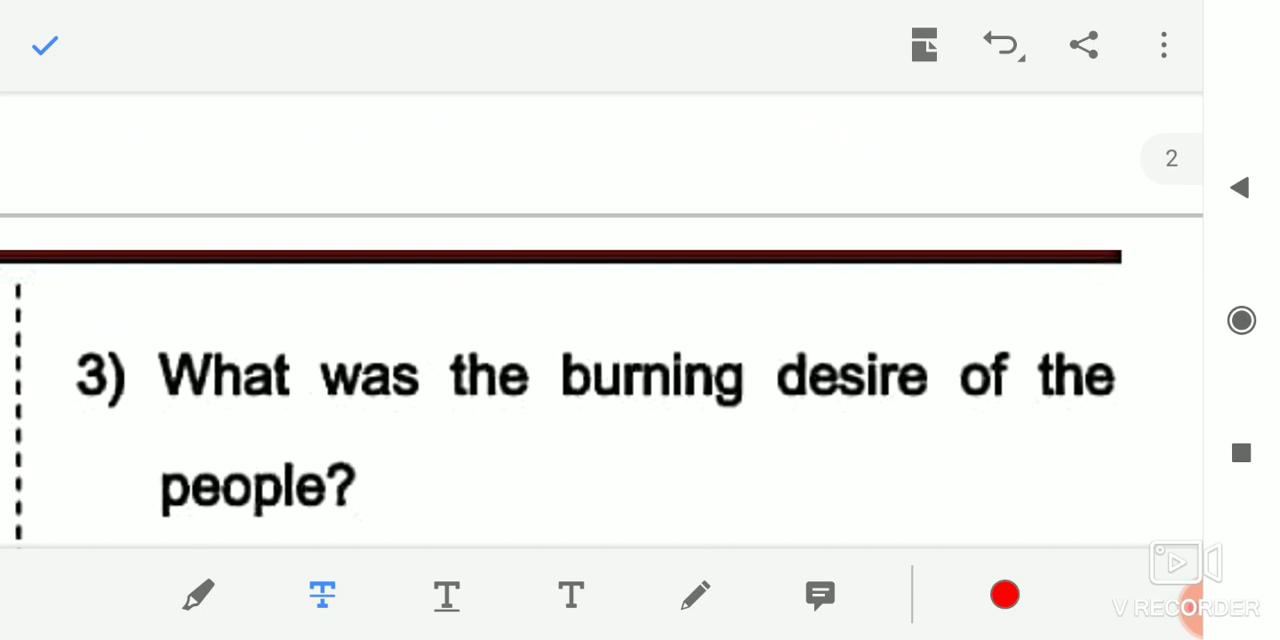 2
3) What was the burning desire of the
people?
T T T
V RECORDER